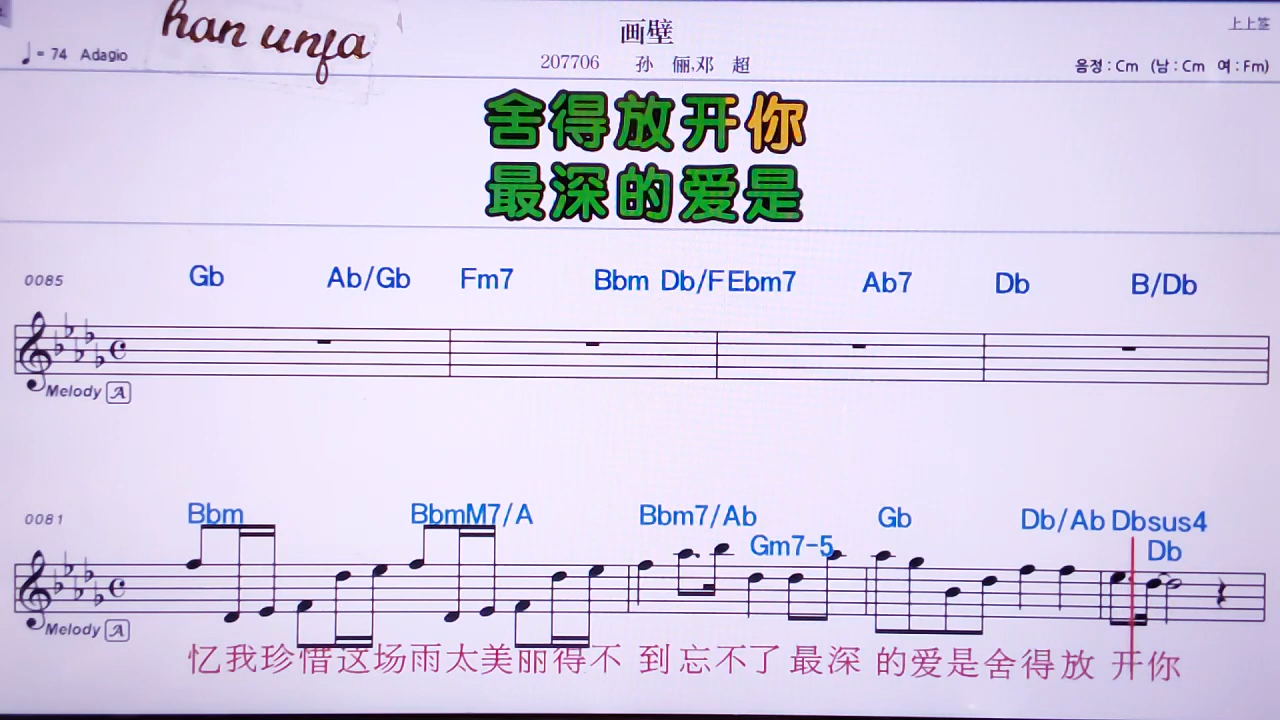 han unfa
画壁
上上签
♩= 74 Adagio
207706 孙 俪.邓 超
음정 : Cm (남 : Cm 여 : Fm)
舍得放开你
最深的爱是
0085 Gb Ab/Gb Fm7 Bbm Db/F Ebm7 Ab7 Db B/Db
Melody A
0081 Bbm BbmM7/A Bbm7/Ab Gb Db/Ab Dbsus4
Gm7-5 Db
Melody A
忆我珍惜这场雨太美丽得不 到忘不了最深 的爱是舍得放 开你